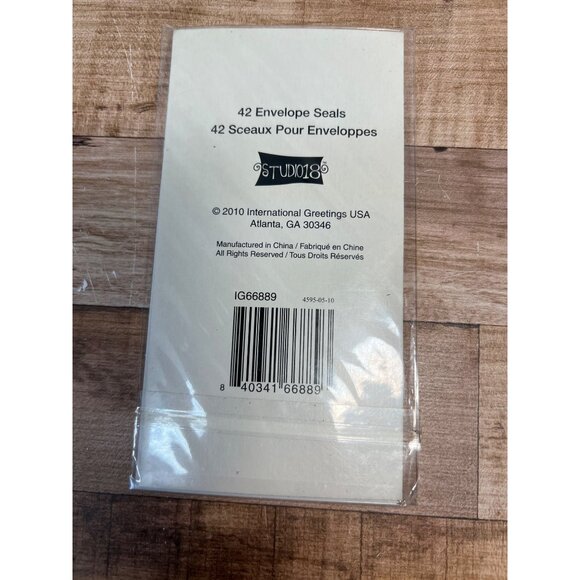 42 Envelope Seals
42 Sceaux Pour Enveloppes
STUDIO18
© 2010 International Greetings USA
Atlanta, GA 30346
Manufactured in China / Fabriqué en Chine
All Rights Reserved / Tous Droits Réservés
IG66889 4595-05-10
8 40341 66889